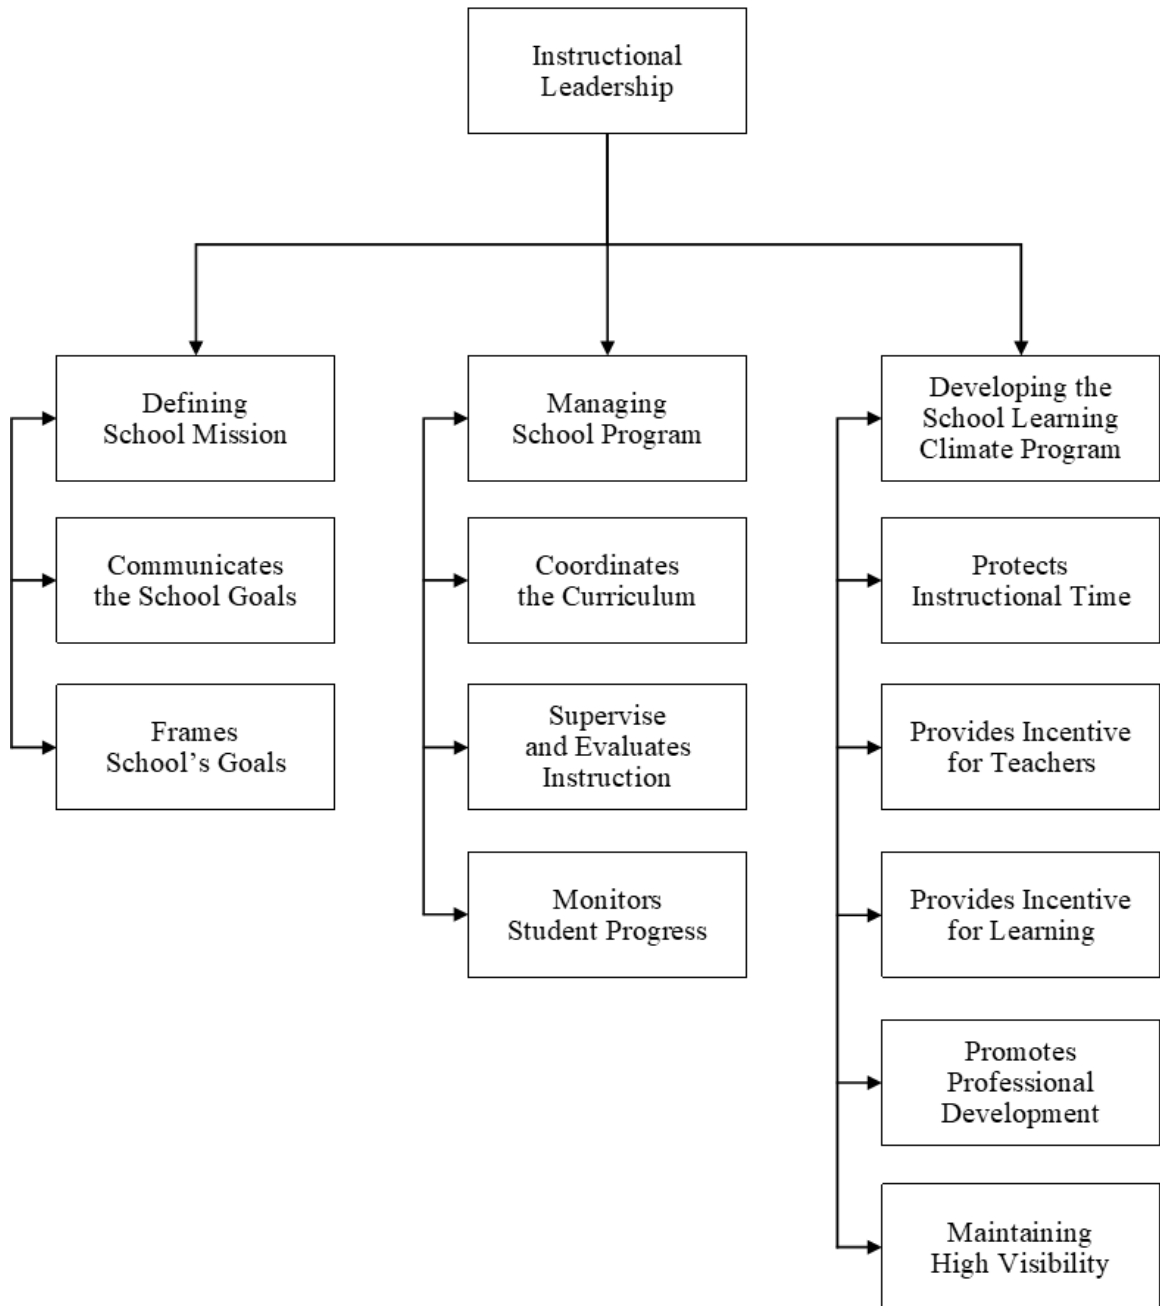 Instructional
Leadership
Defining
School Mission
Communicates
the School Goals
Frames
School’s Goals
Managing
School Program
Coordinates
the Curriculum
Supervise
and Evaluates
Instruction
Monitors
Student Progress
Developing the
School Learning
Climate Program
Protects
Instructional Time
Provides Incentive
for Teachers
Provides Incentive
for Learning
Promotes
Professional
Development
Maintaining
High Visibility